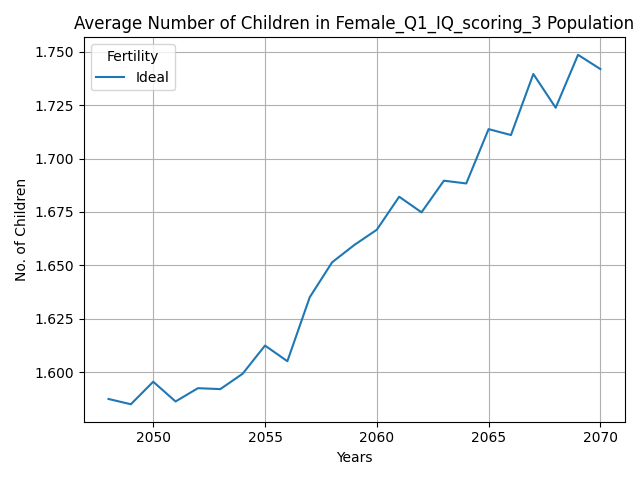 Average Number of Children in Female_Q1_IQ_scoring_3 Population
Fertility
Ideal
1.750
1.725
1.700
1.675
1.650
1.625
1.600
No. of Children
2050 2055 2060 2065 2070
Years